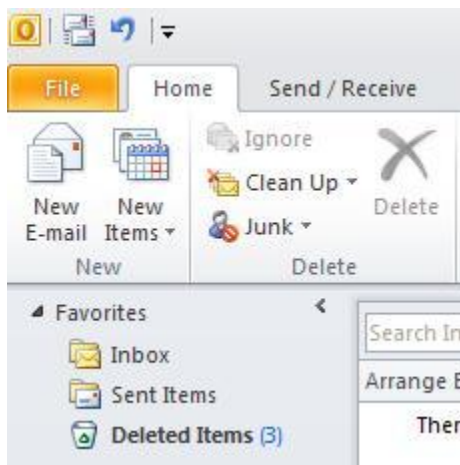 File Home Send / Receive
Ignore
Clean Up
Junk
New
E-mail
New
Items
Delete
New Delete
Favorites
Inbox
Sent Items
Deleted Items (3)
Search In
Arrange
Ther